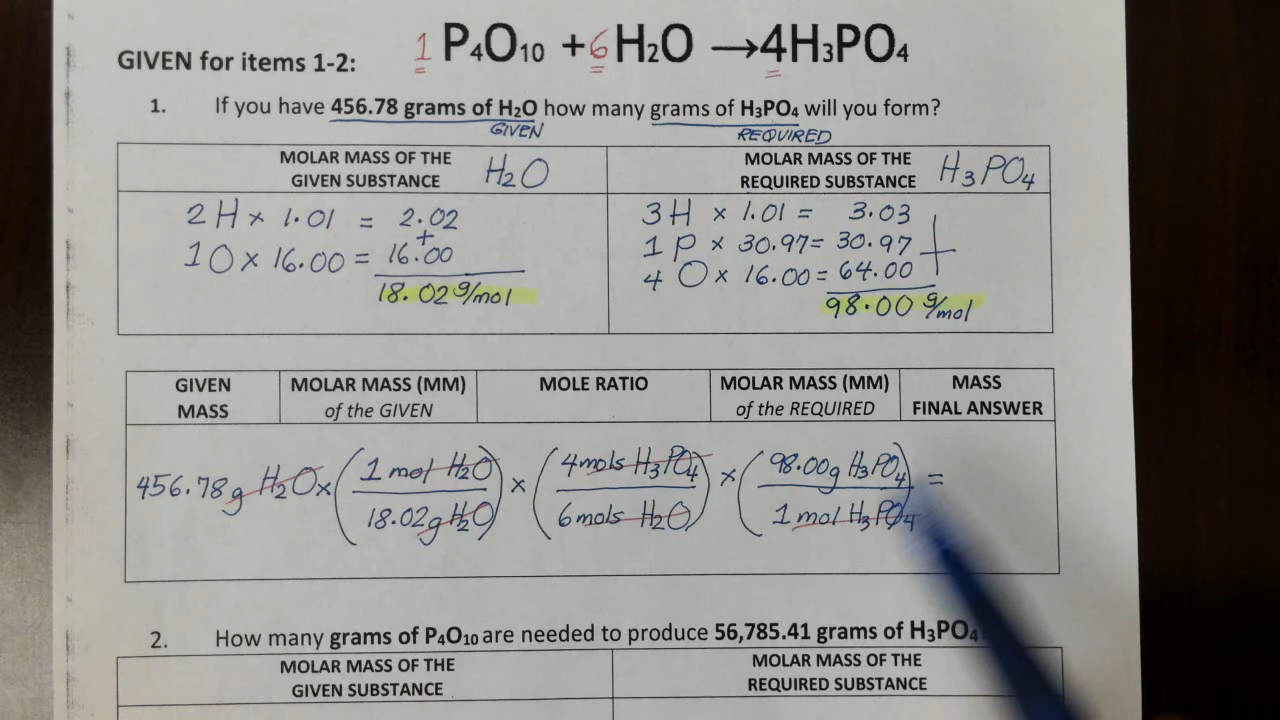 GIVEN for items 1-2: 1 P₄O₁₀ + 6 H₂O → 4H₃PO₄
1. If you have 456.78 grams of H₂O how many grams of H₃PO₄ will you form?
GIVEN REQUIRED
MOLAR MASS OF THE
GIVEN SUBSTANCE H₂O
MOLAR MASS OF THE
REQUIRED SUBSTANCE H₃PO₄
2H × 1.01 = 2.02
+
1O × 16.00 = 16.00
18.02 g/mol
3H × 1.01 = 3.03
1P × 30.97 = 30.97 +
4 O × 16.00 = 64.00
98.00 g/mol
GIVEN
MASS
MOLAR MASS (MM)
of the GIVEN
MOLE RATIO
MOLAR MASS (MM)
of the REQUIRED
MASS
FINAL ANSWER
456.78g H₂O × (1 mol H₂O / 18.02g H₂O) × (4 mols H₃PO₄ / 6 mols H₂O) × (98.00g H₃PO₄ / 1 mol H₃PO₄) =
2. How many grams of P₄O₁₀ are needed to produce 56,785.41 grams of H₃PO₄
MOLAR MASS OF THE
GIVEN SUBSTANCE
MOLAR MASS OF THE
REQUIRED SUBSTANCE